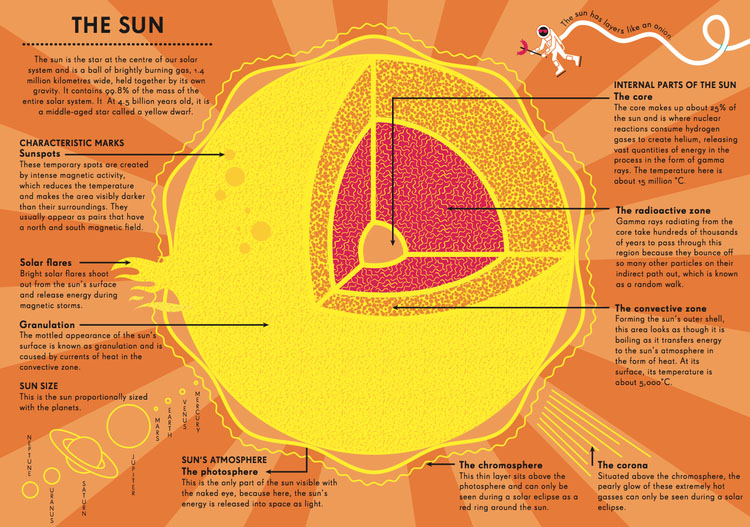 THE SUN
The sun is the star at the centre of our solar
system and is a ball of brightly burning gas, 1.4
million kilometres wide, held together by its own
gravity. It contains 99.8% of the mass of the
entire solar system. It  At 4.5 billion years old, it is
a middle-aged star called a yellow dwarf.
The sun has layers like an onion
CHARACTERISTIC MARKS
Sunspots
These temporary spots are created
by intense magnetic activity,
which reduces the temperature
and makes the area visibly darker
than their surroundings. They
usually appear as pairs that have
a north and south magnetic field.
Solar flares
Bright solar flares shoot
out from the sun's surface
and release energy during
magnetic storms.
Granulation
The mottled appearance of the sun's
surface is known as granulation and is
caused by currents of heat in the
convective zone.
SUN SIZE
This is the sun proportionally sized
with the planets.
NEPTUNE
URANUS
SATURN
JUPITER
MARS
EARTH
VENUS
MERCURY
INTERNAL PARTS OF THE SUN
The core
The core makes up about 25% of
the sun and is where nuclear
reactions consume hydrogen
gases to create helium, releasing
vast quantities of energy in the
process in the form of gamma
rays. The temperature here is
about 15 million °C.
The radioactive zone
Gamma rays radiating from the
core take hundreds of thousands
of years to pass through this
region because they bounce off
so many other particles on their
indirect path out, which is known
as a random walk.
The convective zone
Forming the sun's outer shell,
this area looks as though it is
boiling as it transfers energy
to the sun's atmosphere in
the form of heat. At its
surface, its temperature is
about 5,000°C.
SUN'S ATMOSPHERE
The photosphere
This is the only part of the sun visible with
the naked eye, because here, the sun's
energy is released into space as light.
The chromosphere
This thin layer sits above the
photosphere and can only be
seen during a solar eclipse as a
red ring around the sun.
The corona
Situated above the chromosphere, the
pearly glow of these extremely hot
gasses can only be seen during a solar
eclipse.